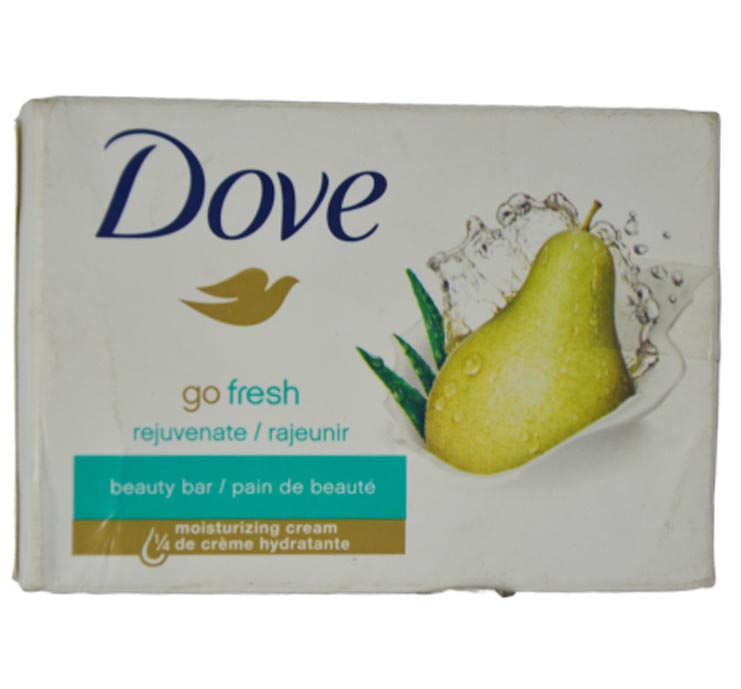 Dove
go fresh
rejuvenate / rajeunir
beauty bar / pain de beauté
¼ moisturizing cream
de crème hydratante